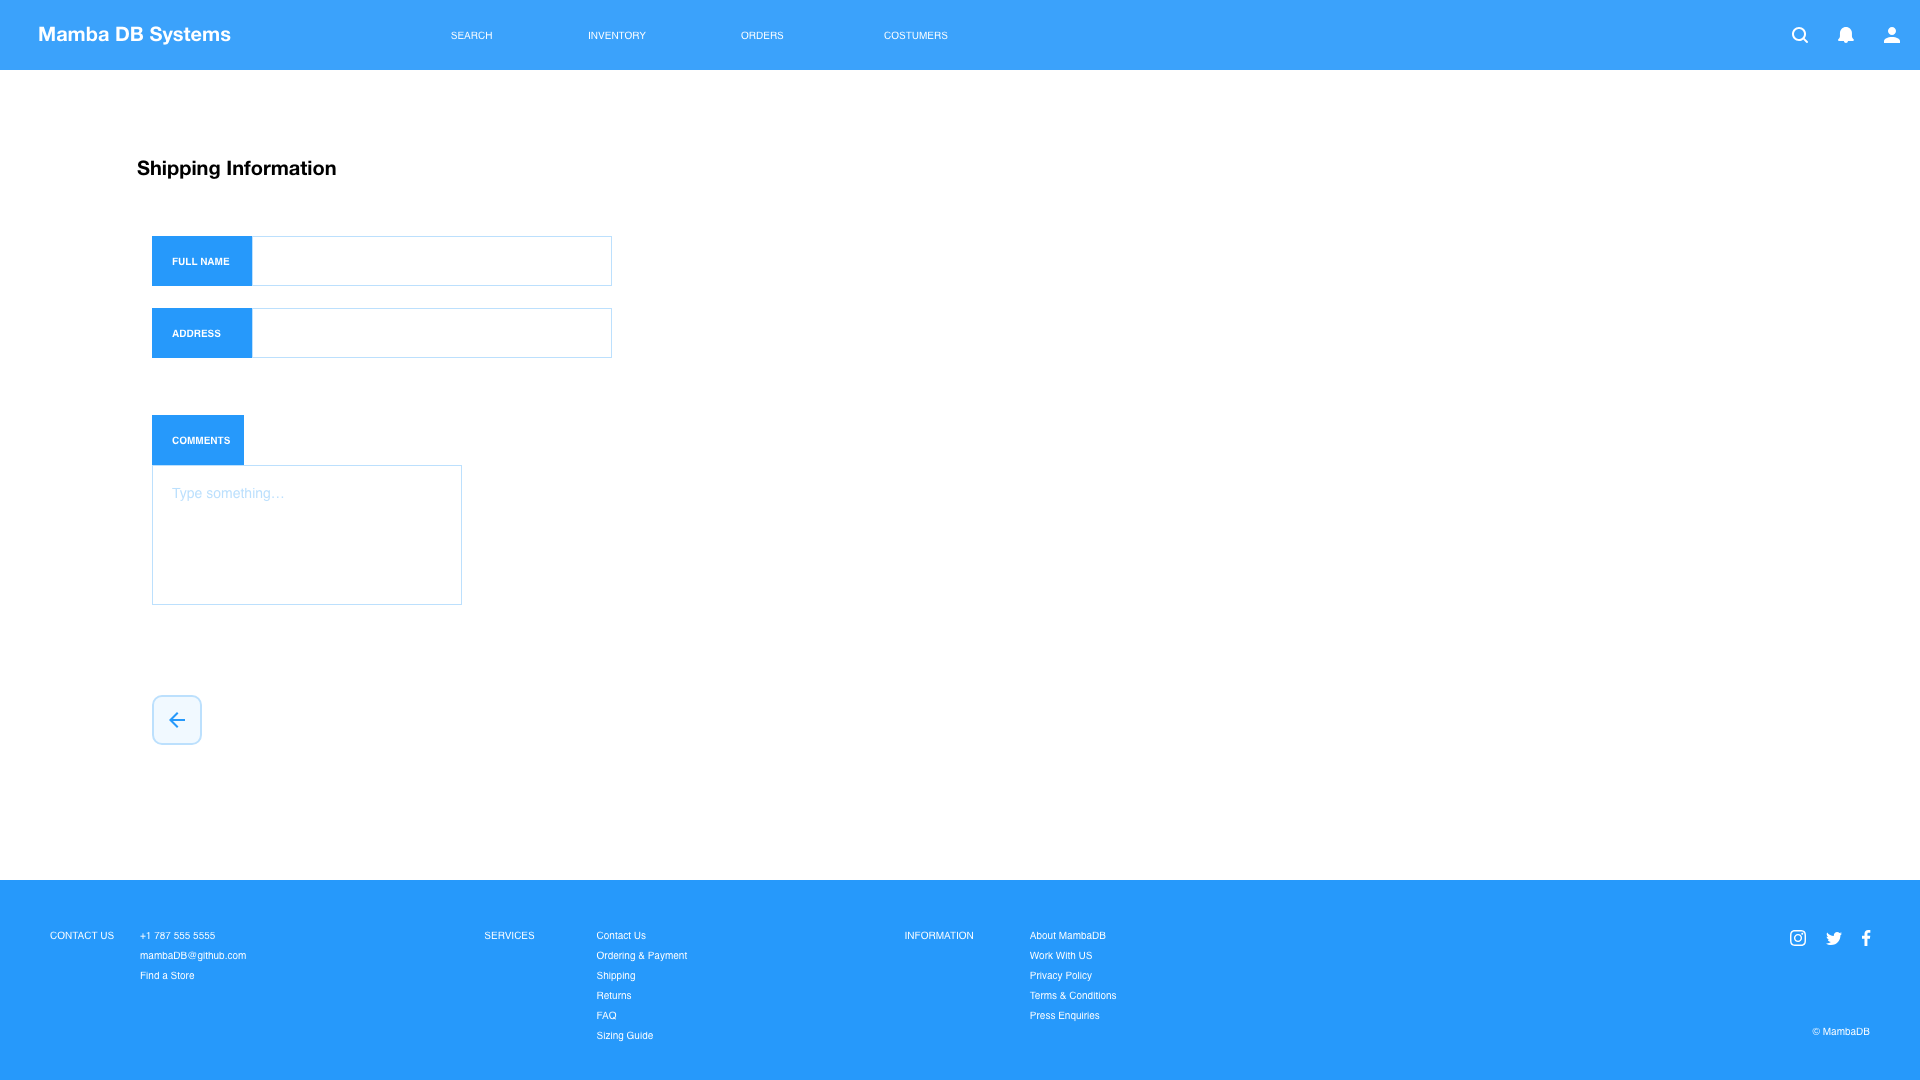 Mamba DB Systems
SEARCH
INVENTORY
ORDERS
COSTUMERS
Shipping Information
FULL NAME
ADDRESS
COMMENTS
Type something...
CONTACT US
+1 787 555 5555
mambaDB@github.com
Find a Store
SERVICES
Contact Us
Ordering & Payment
Shipping
Returns
FAQ
Sizing Guide
INFORMATION
About MambaDB
Work With US
Privacy Policy
Terms & Conditions
Press Enquiries
© MambaDB